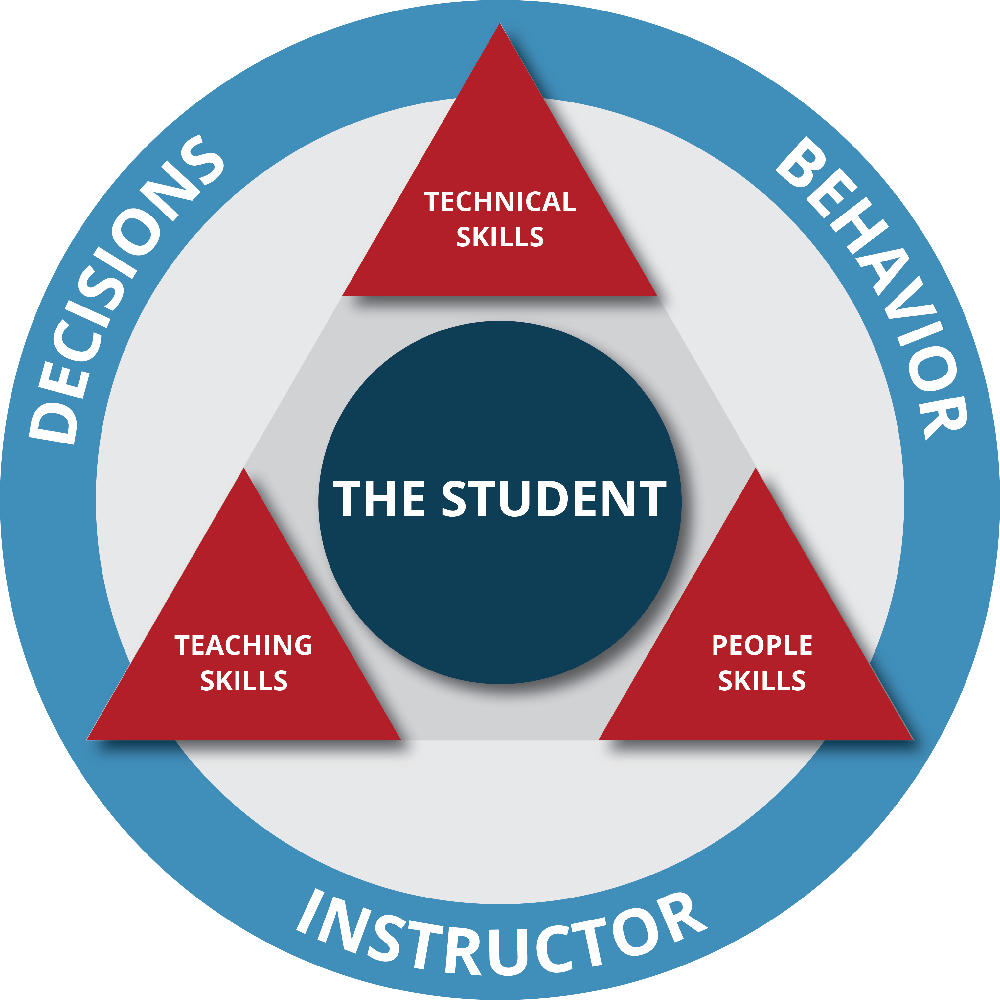 DECISIONS
BEHAVIOR
TECHNICAL
SKILLS
THE STUDENT
TEACHING
SKILLS
PEOPLE
SKILLS
INSTRUCTOR